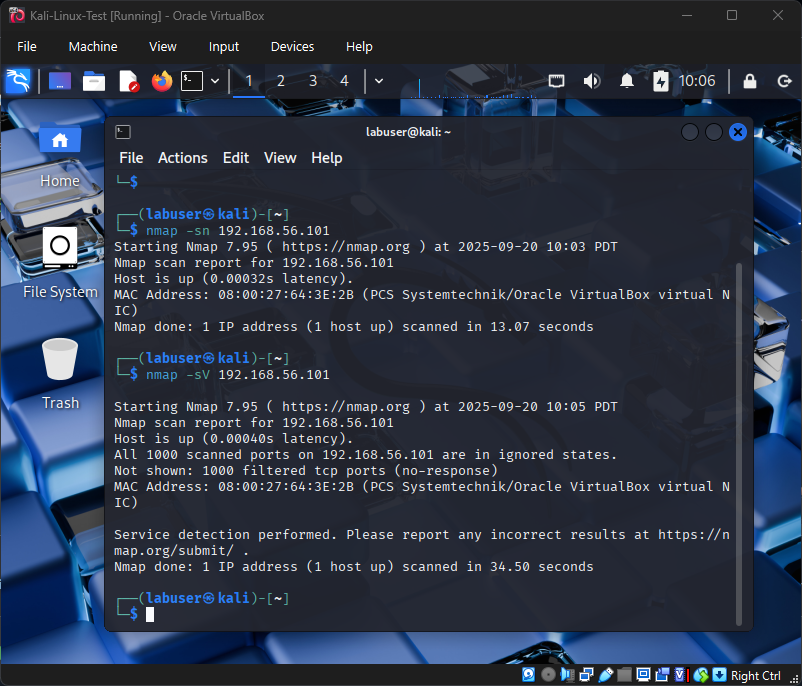 Kali-Linux-Test [Running] - Oracle VirtualBox
File Machine View Input Devices Help
1 2 3 4 10:06
labuser@kali: ~
File Actions Edit View Help
Home
File System
Trash
└─$
┌──(labuser㉿kali)-[~]
└─$ nmap -sn 192.168.56.101
Starting Nmap 7.95 ( https://nmap.org ) at 2025-09-20 10:03 PDT
Nmap scan report for 192.168.56.101
Host is up (0.00032s latency).
MAC Address: 08:00:27:64:3E:2B (PCS Systemtechnik/Oracle VirtualBox virtual N
IC)
Nmap done: 1 IP address (1 host up) scanned in 13.07 seconds
┌──(labuser㉿kali)-[~]
└─$ nmap -sV 192.168.56.101
Starting Nmap 7.95 ( https://nmap.org ) at 2025-09-20 10:05 PDT
Nmap scan report for 192.168.56.101
Host is up (0.00040s latency).
All 1000 scanned ports on 192.168.56.101 are in ignored states.
Not shown: 1000 filtered tcp ports (no-response)
MAC Address: 08:00:27:64:3E:2B (PCS Systemtechnik/Oracle VirtualBox virtual N
IC)
Service detection performed. Please report any incorrect results at https://n
map.org/submit/ .
Nmap done: 1 IP address (1 host up) scanned in 34.50 seconds
┌──(labuser㉿kali)-[~]
└─$
Right Ctrl